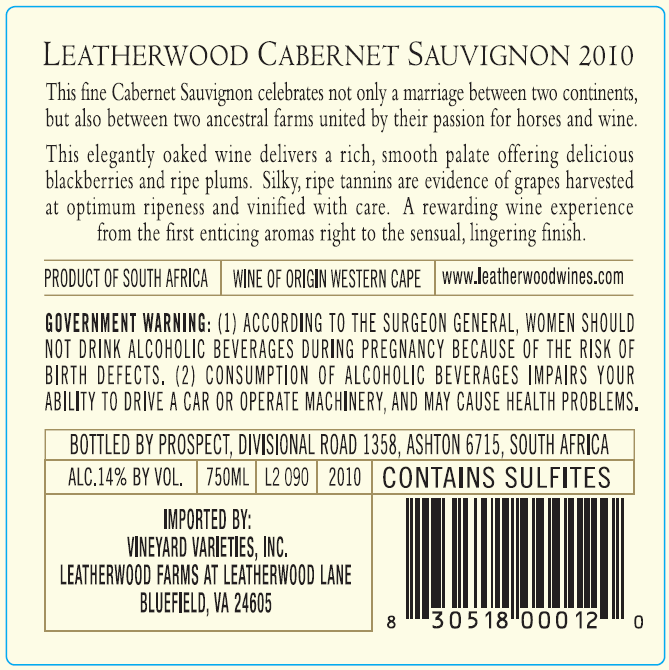 LEATHERWOOD CABERNET SAUVIGNON 2010
This fine Cabernet Sauvignon celebrates not only a marriage between two continents,
but also between two ancestral farms united by their passion for horses and wine.
This elegantly oaked wine delivers a rich, smooth palate offering delicious
blackberries and ripe plums. Silky, ripe tannins are evidence of grapes harvested
at optimum ripeness and vinified with care. A rewarding wine experience
from the first enticing aromas right to the sensual, lingering finish.
PRODUCT OF SOUTH AFRICA WINE OF ORIGIN WESTERN CAPE www.leatherwoodwines.com
GOVERNMENT WARNING: (1) ACCORDING TO THE SURGEON GENERAL, WOMEN SHOULD
NOT DRINK ALCOHOLIC BEVERAGES DURING PREGNANCY BECAUSE OF THE RISK OF
BIRTH DEFECTS. (2) CONSUMPTION OF ALCOHOLIC BEVERAGES IMPAIRS YOUR
ABILITY TO DRIVE A CAR OR OPERATE MACHINERY, AND MAY CAUSE HEALTH PROBLEMS.
BOTTLED BY PROSPECT, DIVISIONAL ROAD 1358, ASHTON 6715, SOUTH AFRICA
ALC.14% BY VOL. 750ML L2 090 2010 CONTAINS SULFITES
IMPORTED BY:
VINEYARD VARIETIES, INC.
LEATHERWOOD FARMS AT LEATHERWOOD LANE
BLUEFIELD, VA 24605
8 30518 00012 0